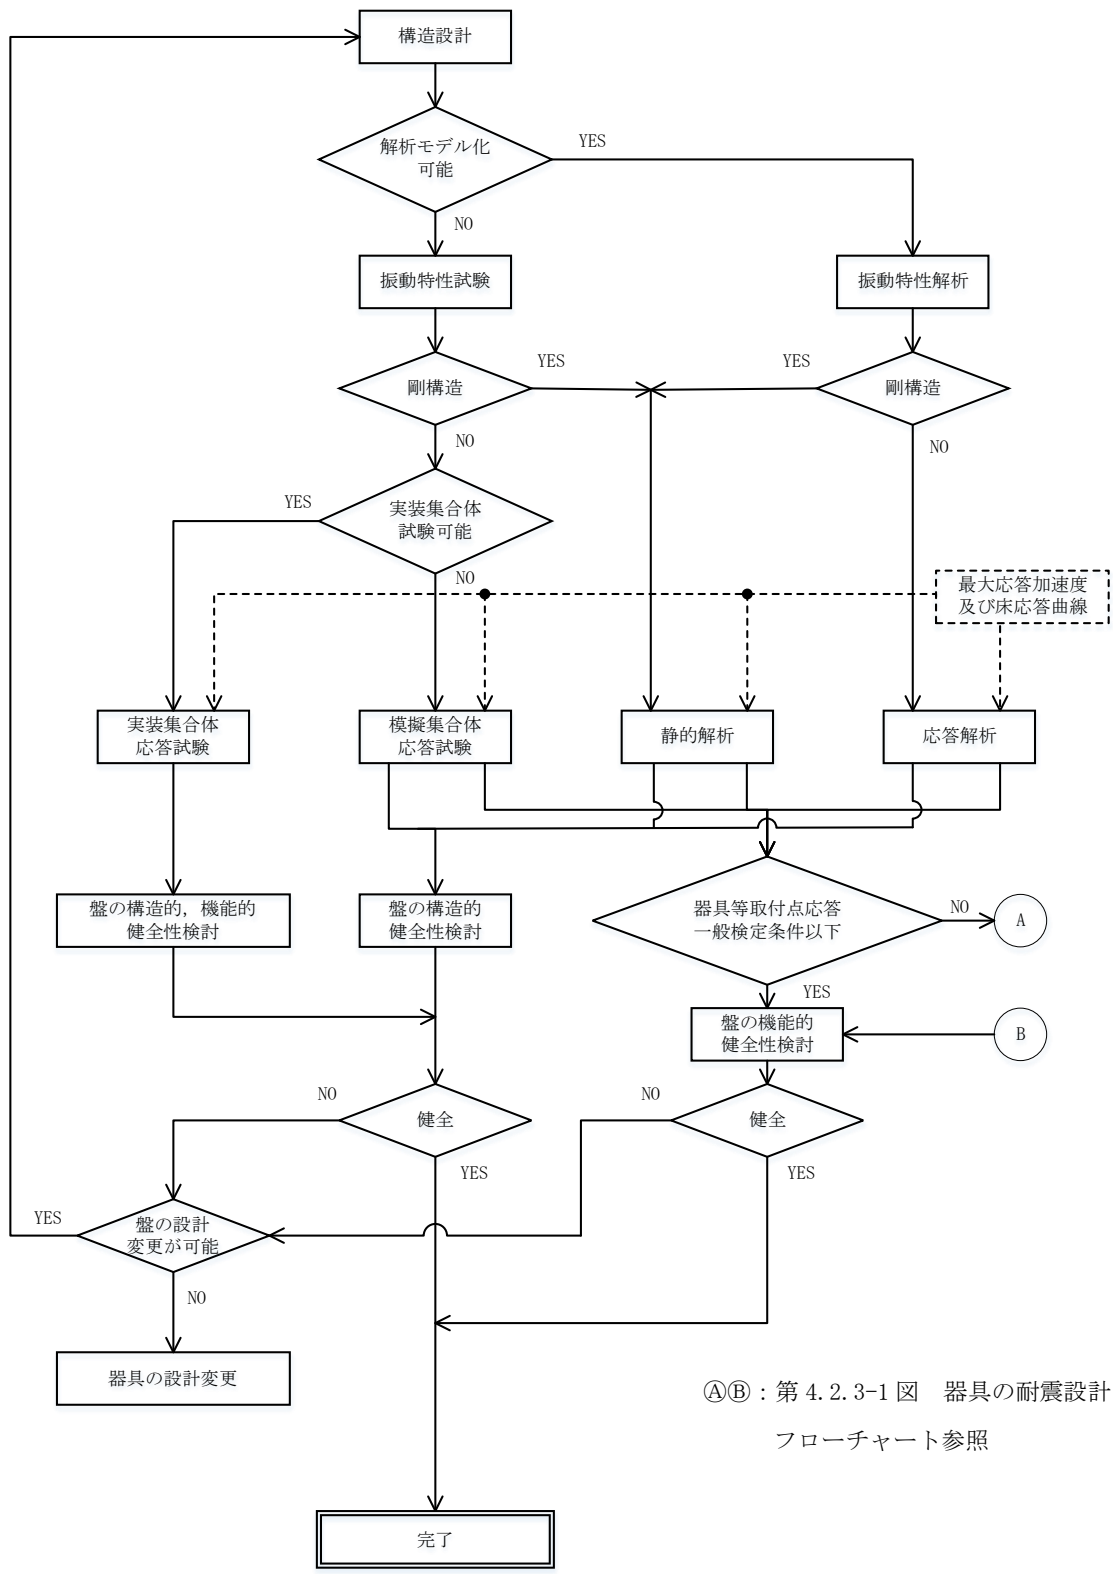 構造設計
解析モデル化
可能
YES
NO
振動特性試験
振動特性解析
剛構造
YES
YES
剛構造
NO
NO
実装集合体
試験可能
YES
NO
最大応答加速度
及び床応答曲線
実装集合体
応答試験
模擬集合体
応答試験
静的解析
応答解析
盤の構造的，機能的
健全性検討
盤の構造的
健全性検討
器具等取付点応答
一般検定条件以下
NO
A
YES
盤の機能的
健全性検討
B
NO
健全
NO
健全
YES
YES
YES
盤の設計
変更が可能
NO
器具の設計変更
ⒶⒷ：第 4.2.3-1 図　器具の耐震設計
フローチャート参照
完了